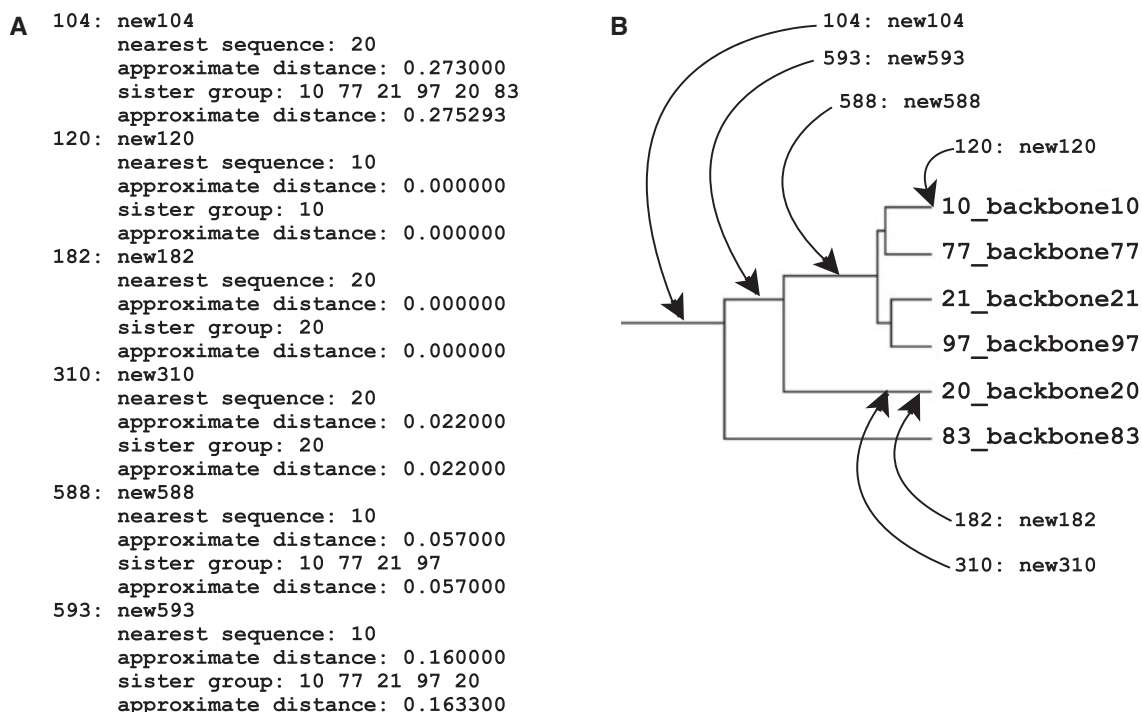 A
104: new104
nearest sequence: 20
approximate distance: 0.273000
sister group: 10 77 21 97 20 83
approximate distance: 0.275293
120: new120
nearest sequence: 10
approximate distance: 0.000000
sister group: 10
approximate distance: 0.000000
182: new182
nearest sequence: 20
approximate distance: 0.000000
sister group: 20
approximate distance: 0.000000
310: new310
nearest sequence: 20
approximate distance: 0.022000
sister group: 20
approximate distance: 0.022000
588: new588
nearest sequence: 10
approximate distance: 0.057000
sister group: 10 77 21 97
approximate distance: 0.057000
593: new593
nearest sequence: 10
approximate distance: 0.160000
sister group: 10 77 21 97 20
approximate distance: 0.163300
B
104: new104
593: new593
588: new588
120: new120
10_backbone10
77_backbone77
21_backbone21
97_backbone97
20_backbone20
83_backbone83
182: new182
310: new310